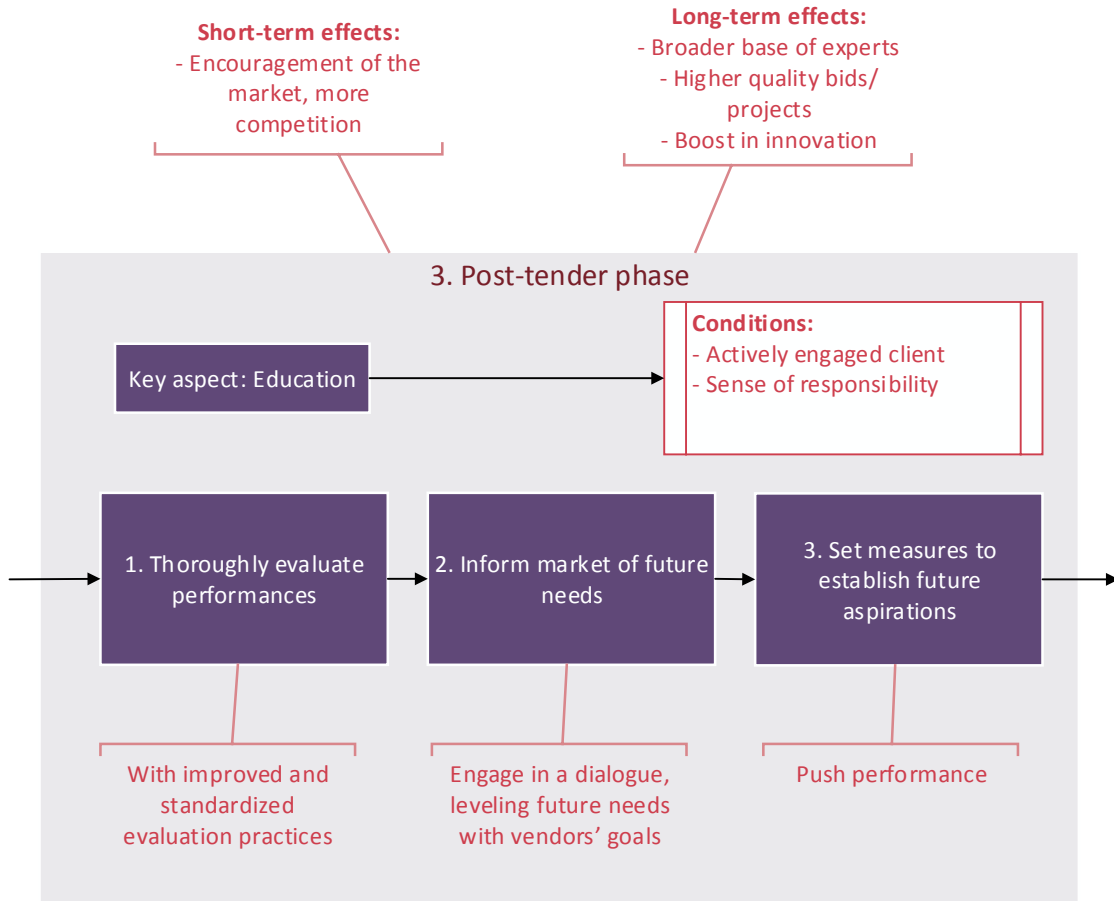 Short-term effects:
- Encouragement of the
market, more
competition
Long-term effects:
- Broader base of experts
- Higher quality bids/
projects
- Boost in innovation
3. Post-tender phase
Key aspect: Education
Conditions:
- Actively engaged client
- Sense of responsibility
1. Thoroughly evaluate
performances
2. Inform market of future
needs
3. Set measures to
establish future
aspirations
With improved and
standardized
evaluation practices
Engage in a dialogue,
leveling future needs
with vendors’ goals
Push performance